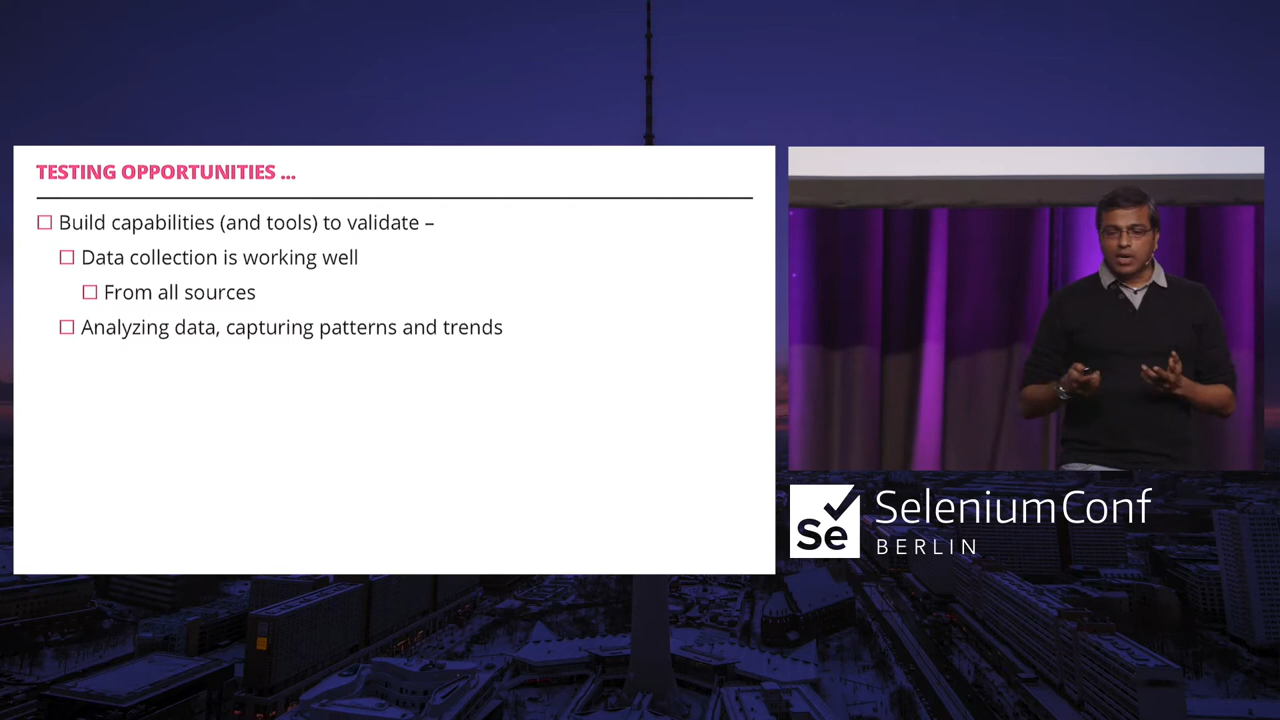 TESTING OPPORTUNITIES ...
Build capabilities (and tools) to validate –
Data collection is working well
From all sources
Analyzing data, capturing patterns and trends
Se
SeleniumConf
BERLIN